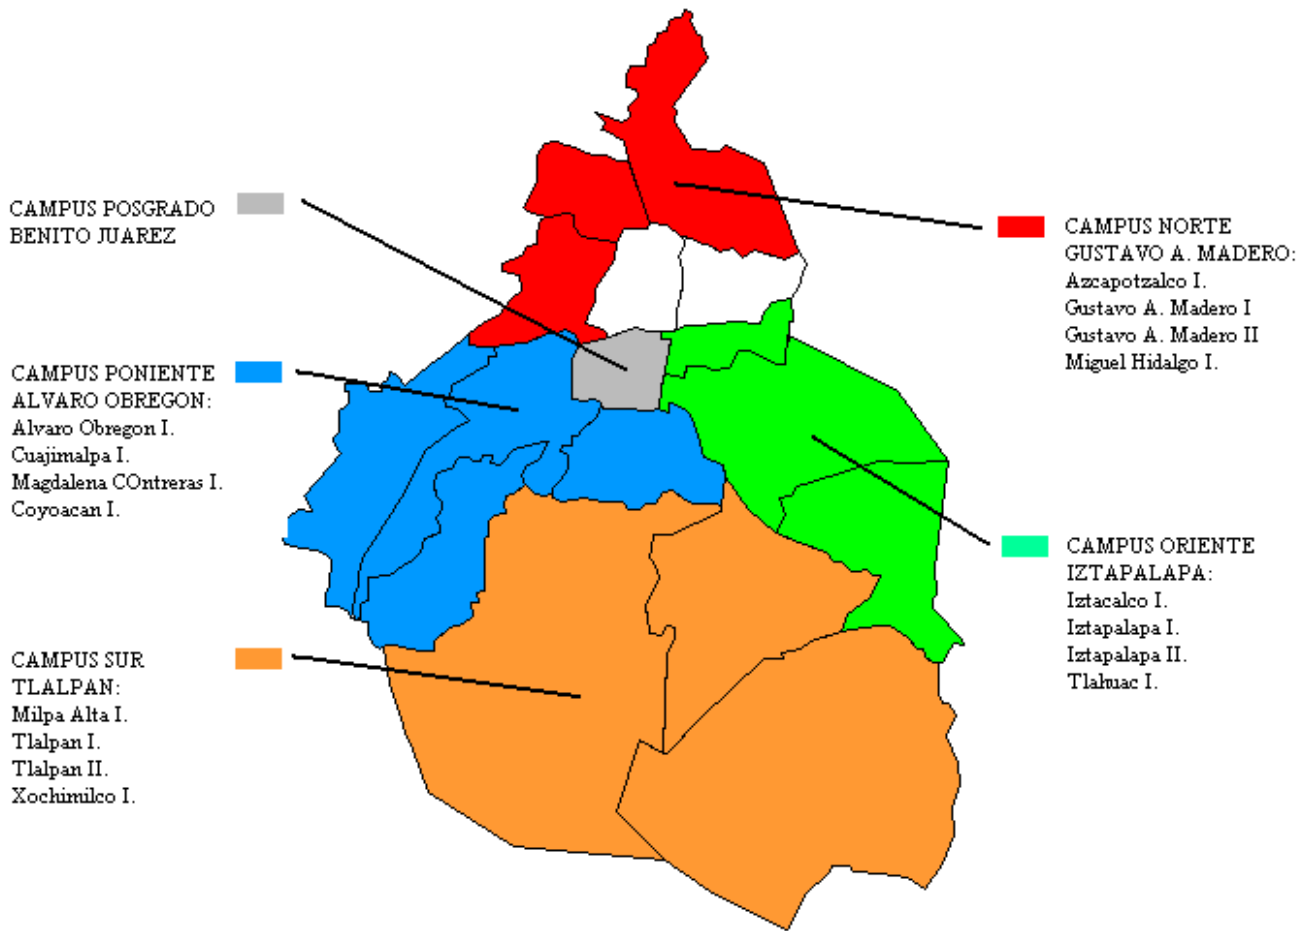 CAMPUS POSGRADO
BENITO JUAREZ
CAMPUS NORTE
GUSTAVO A. MADERO:
Azcapotzalco I.
Gustavo A. Madero I
Gustavo A. Madero II
Miguel Hidalgo I.
CAMPUS PONIENTE
ALVARO OBREGON:
Alvaro Obregon I.
Cuajimalpa I.
Magdalena COntreras I.
Coyoacan I.
CAMPUS ORIENTE
IZTAPALAPA:
Iztacalco I.
Iztapalapa I.
Iztapalapa II.
Tlahuac I.
CAMPUS SUR
TLALPAN:
Milpa Alta I.
Tlalpan I.
Tlalpan II.
Xochimilco I.